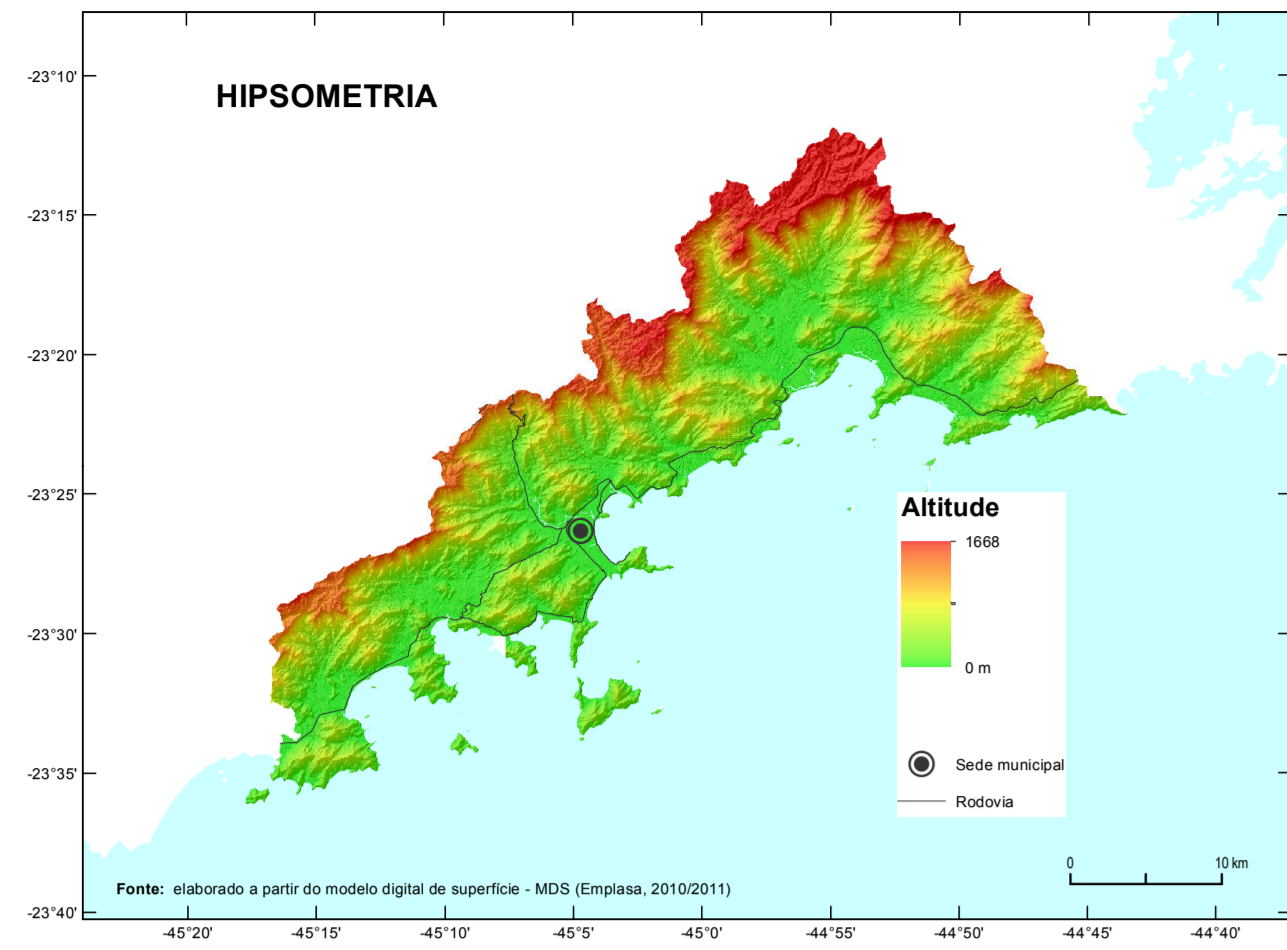 HIPSOMETRIA
-23°10'
-23°15'
-23°20'
-23°25'
-23°30'
-23°35'
-23°40'
Altitude
1668
0 m
Sede municipal
Rodovia
0 10 km
Fonte: elaborado a partir do modelo digital de superfície - MDS (Emplasa, 2010/2011)
-45°20' -45°15' -45°10' -45°5' -45°0' -44°55' -44°50' -44°45' -44°40'